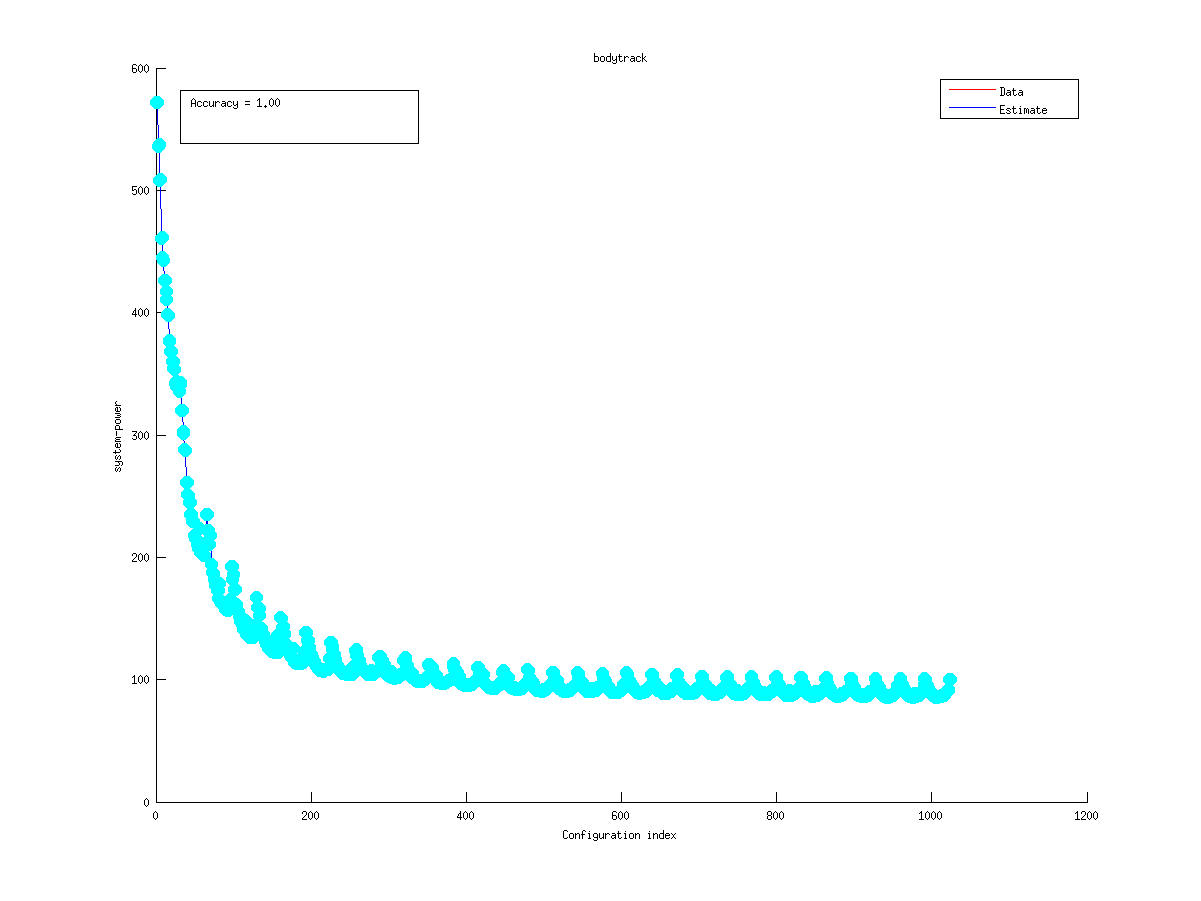 bodytrack
Accuracy = 1.00
Data
Estimate
600
500
400
300
200
100
0
system-power
0 200 400 600 800 1000 1200
Configuration index